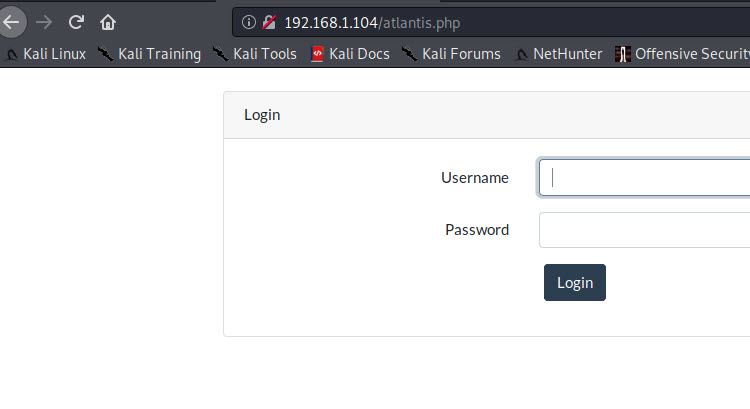 192.168.1.104/atlantis.php
Kali Linux Kali Training Kali Tools Kali Docs Kali Forums NetHunter Offensive Security
Login
Username
Password
Login